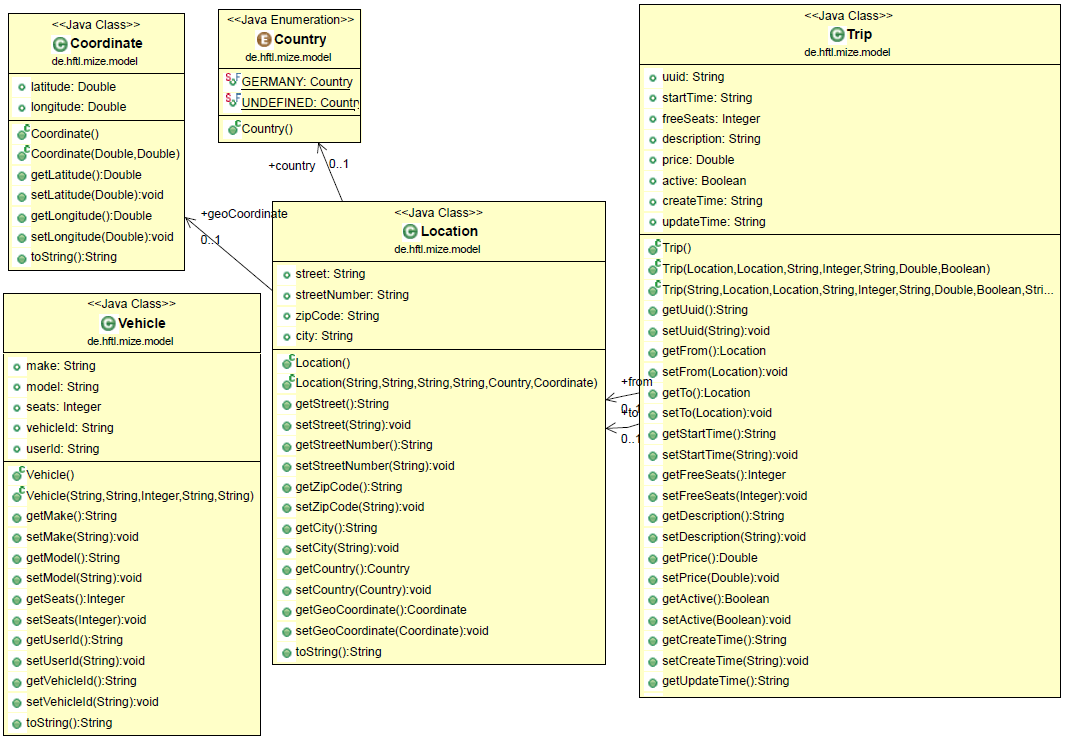 <<Java Class>>
Coordinate
de.hftl.mize.model
latitude: Double
longitude: Double
Coordinate()
Coordinate(Double,Double)
getLatitude():Double
setLatitude(Double):void
getLongitude():Double
setLongitude(Double):void
toString():String
<<Java Enumeration>>
Country
de.hftl.mize.model
GERMANY: Country
UNDEFINED: Country
Country()
+country
0..1
+geoCoordinate
0..1
<<Java Class>>
Vehicle
de.hftl.mize.model
make: String
model: String
seats: Integer
vehicleId: String
userId: String
Vehicle()
Vehicle(String,String,Integer,String,String)
getMake():String
setMake(String):void
getModel():String
setModel(String):void
getSeats():Integer
setSeats(Integer):void
getUserId():String
setUserId(String):void
getVehicleId():String
setVehicleId(String):void
toString():String
<<Java Class>>
Location
de.hftl.mize.model
street: String
streetNumber: String
zipCode: String
city: String
Location()
Location(String,String,String,String,Country,Coordinate)
getStreet():String
setStreet(String):void
getStreetNumber():String
setStreetNumber(String):void
getZipCode():String
setZipCode(String):void
getCity():String
setCity(String):void
getCountry():Country
setCountry(Country):void
getGeoCoordinate():Coordinate
setGeoCoordinate(Coordinate):void
toString():String
+from
0..1
+to
0..1
<<Java Class>>
Trip
de.hftl.mize.model
uuid: String
startTime: String
freeSeats: Integer
description: String
price: Double
active: Boolean
createTime: String
updateTime: String
Trip()
Trip(Location,Location,String,Integer,String,Double,Boolean)
Trip(String,Location,Location,String,Integer,String,Double,Boolean,Stri...
getUuid():String
setUuid(String):void
getFrom():Location
setFrom(Location):void
getTo():Location
setTo(Location):void
getStartTime():String
setStartTime(String):void
getFreeSeats():Integer
setFreeSeats(Integer):void
getDescription():String
setDescription(String):void
getPrice():Double
setPrice(Double):void
getActive():Boolean
setActive(Boolean):void
getCreateTime():String
setCreateTime(String):void
getUpdateTime():String